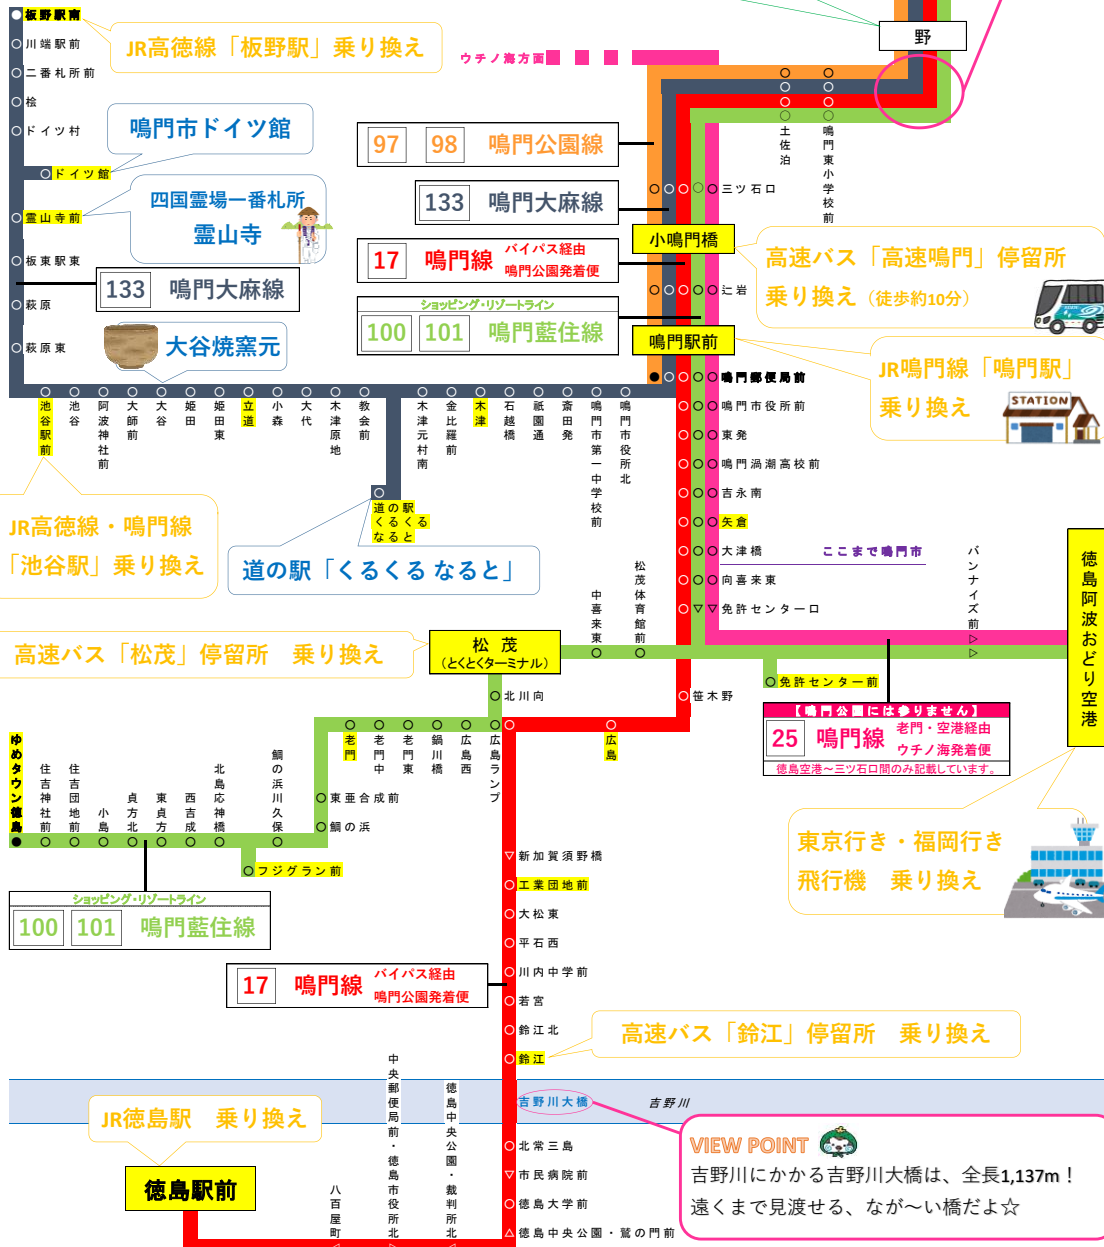 板野駅南
川端駅前
二番札所前
桧
ドイツ村
ドイツ館
霊山寺前
板東駅東
萩原
萩原東
JR高徳線「板野駅」乗り換え
鳴門市ドイツ館
四国霊場一番札所
霊山寺
133 鳴門大麻線
大谷焼窯元
ウチノ海方面
野
土佐泊
鳴門東小学校前
97 98 鳴門公園線
133 鳴門大麻線
17 鳴門線 バイパス経由
鳴門公園発着便
ショッピング・リゾートライン
100 101 鳴門藍住線
三ツ石口
小鳴門橋
辻岩
鳴門駅前
高速バス「高速鳴門」停留所
乗り換え（徒歩約10分）
JR鳴門線「鳴門駅」
乗り換え
STATION
鳴門郵便局前
鳴門市役所前
東発
鳴門渦潮高校前
吉永南
矢倉
大津橋
向喜来東
免許センター口
ここまで鳴門市
池谷駅前
池谷
阿波神社前
大師前
大谷
姫田
姫田東
立道
小森
大代
木津原地
教会前
木津元村南
金比羅前
木津
石越橋
祇園通
斎田発
鳴門市第一中学校前
鳴門市役所北
道の駅
くるくる
なると
JR高徳線・鳴門線
「池谷駅」乗り換え
道の駅「くるくる なると」
中喜来東
松茂体育館前
バンナイズ前
徳島阿波おどり空港
高速バス「松茂」停留所　乗り換え
松 茂
（とくとくターミナル）
免許センター前
北川向
笹木野
【鳴門公園には参りません】
25 鳴門線 老門・空港経由
ウチノ海発着便
徳島空港～三ツ石口間のみ記載しています。
ゆめタウン徳島
住吉神社前
住吉団地前
小島
貞方北
東貞方
西吉成
北島応神橋
鯛の浜川久保
フジグラン前
鯛の浜
東亜合成前
老門
老門中
老門東
鍋川橋
広島西
広島ランプ
広島
東京行き・福岡行き
飛行機　乗り換え
ショッピング・リゾートライン
100 101 鳴門藍住線
新加賀須野橋
工業団地前
大松東
平石西
川内中学前
若宮
鈴江北
鈴江
17 鳴門線 バイパス経由
鳴門公園発着便
高速バス「鈴江」停留所　乗り換え
吉野川大橋
吉野川
JR徳島駅　乗り換え
徳島駅前
八百屋町
中央郵便局前・徳島市役所北
徳島中央公園・裁判所北
北常三島
市民病院前
徳島大学前
徳島中央公園・鷲の門前
VIEW POINT
吉野川にかかる吉野川大橋は、全長1,137m！
遠くまで見渡せる、なが～い橋だよ☆